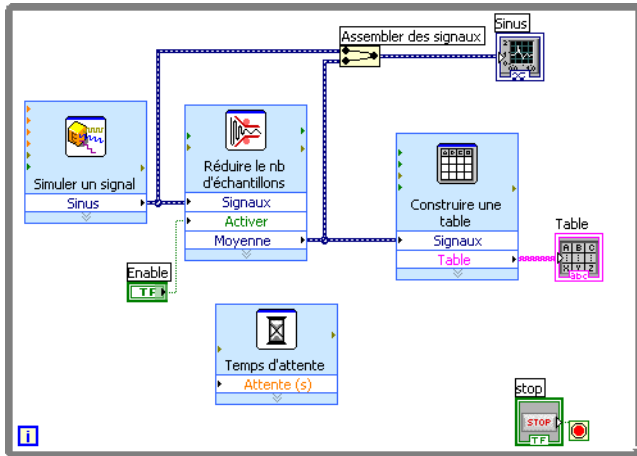 Sinus
Assembler des signaux
Simuler un signal
Sinus
Réduire le nb
d'échantillons
Signaux
Activer
Moyenne
Enable
TF
Construire une
table
Signaux
Table
Table
abc
Temps d'attente
Attente (s)
stop
STOP
TF
i